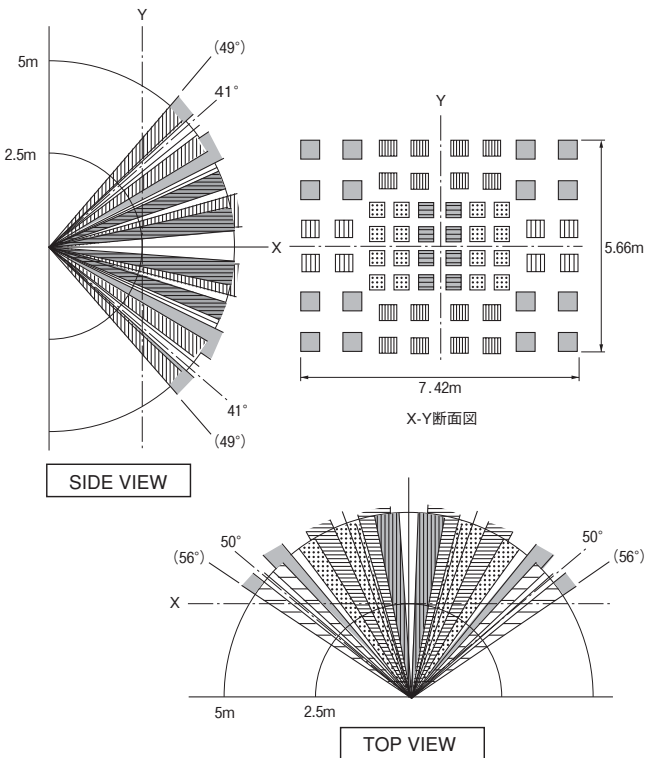 Y
(49°)
5m
41°
2.5m
X
41°
(49°)
SIDE VIEW
Y
5.66m
7.42m
X-Y断面図
50°
(56°)
50°
(56°)
X
5m
2.5m
TOP VIEW